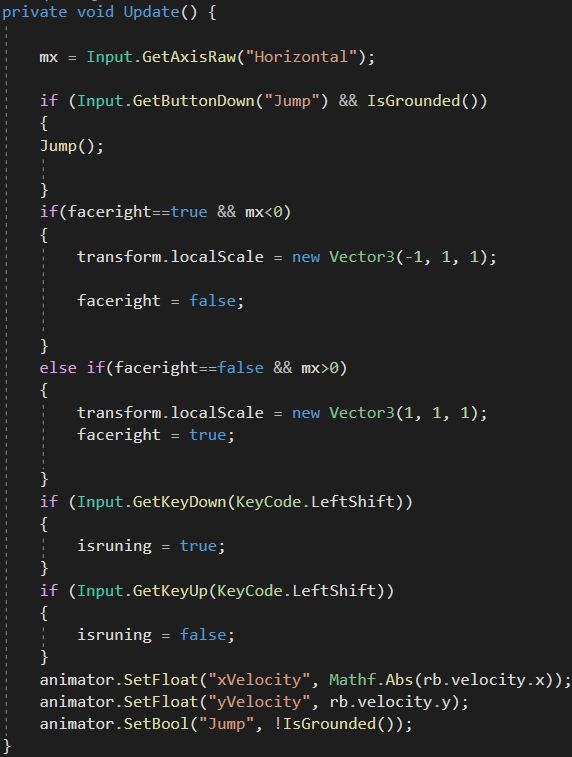 private void Update() {
mx = Input.GetAxisRaw("Horizontal");
if (Input.GetButtonDown("Jump") && IsGrounded())
{
Jump();
}
if(faceright==true && mx<0)
{
transform.localScale = new Vector3(-1, 1, 1);
faceright = false;
}
else if(faceright==false && mx>0)
{
transform.localScale = new Vector3(1, 1, 1);
faceright = true;
}
if (Input.GetKeyDown(KeyCode.LeftShift))
{
isruning = true;
}
if (Input.GetKeyUp(KeyCode.LeftShift))
{
isruning = false;
}
animator.SetFloat("xVelocity", Mathf.Abs(rb.velocity.x));
animator.SetFloat("yVelocity", rb.velocity.y);
animator.SetBool("Jump", !IsGrounded());
}